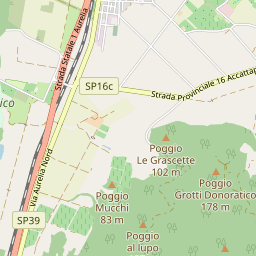 Strada Statale 1 Aurelia
SP16c
Strada Provinciale 16 Accattap
ico
Via Aurelia Nord
Poggio
Le Grascette
102 m
Poggio
Grotti Donoratico
178 m
Poggio
Mucchi
83 m
SP39
Poggio
al lupo